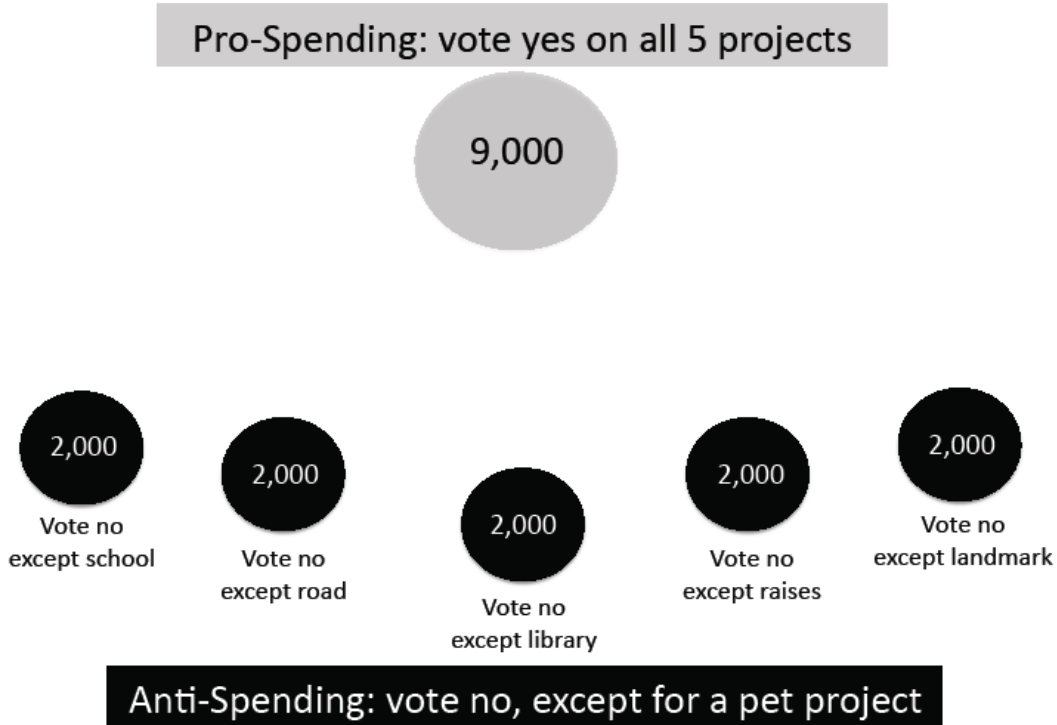 Pro-Spending: vote yes on all 5 projects
9,000
2,000
Vote no
except school
2,000
Vote no
except road
2,000
Vote no
except library
2,000
Vote no
except raises
2,000
Vote no
except landmark
Anti-Spending: vote no, except for a pet project